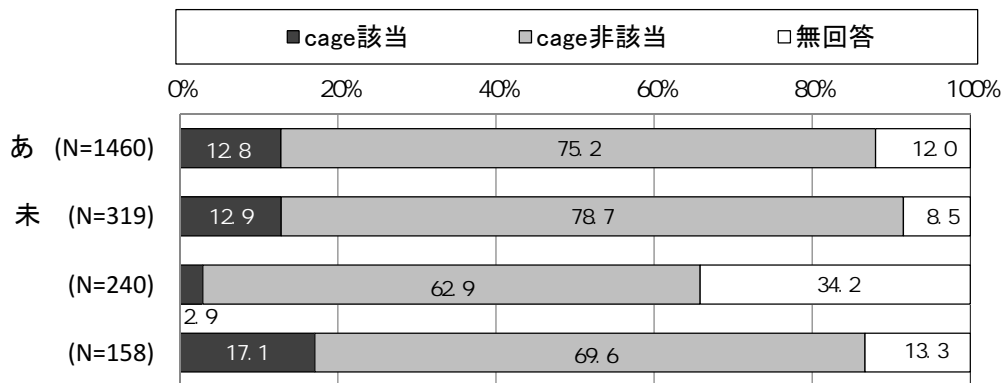 ■cage該当 ■cage非該当 □無回答
0% 20% 40% 60% 80% 100%
あ (N=1460) 12.8 75.2 12.0
未 (N=319) 12.9 78.7 8.5
(N=240) 62.9 34.2
2.9
(N=158) 17.1 69.6 13.3